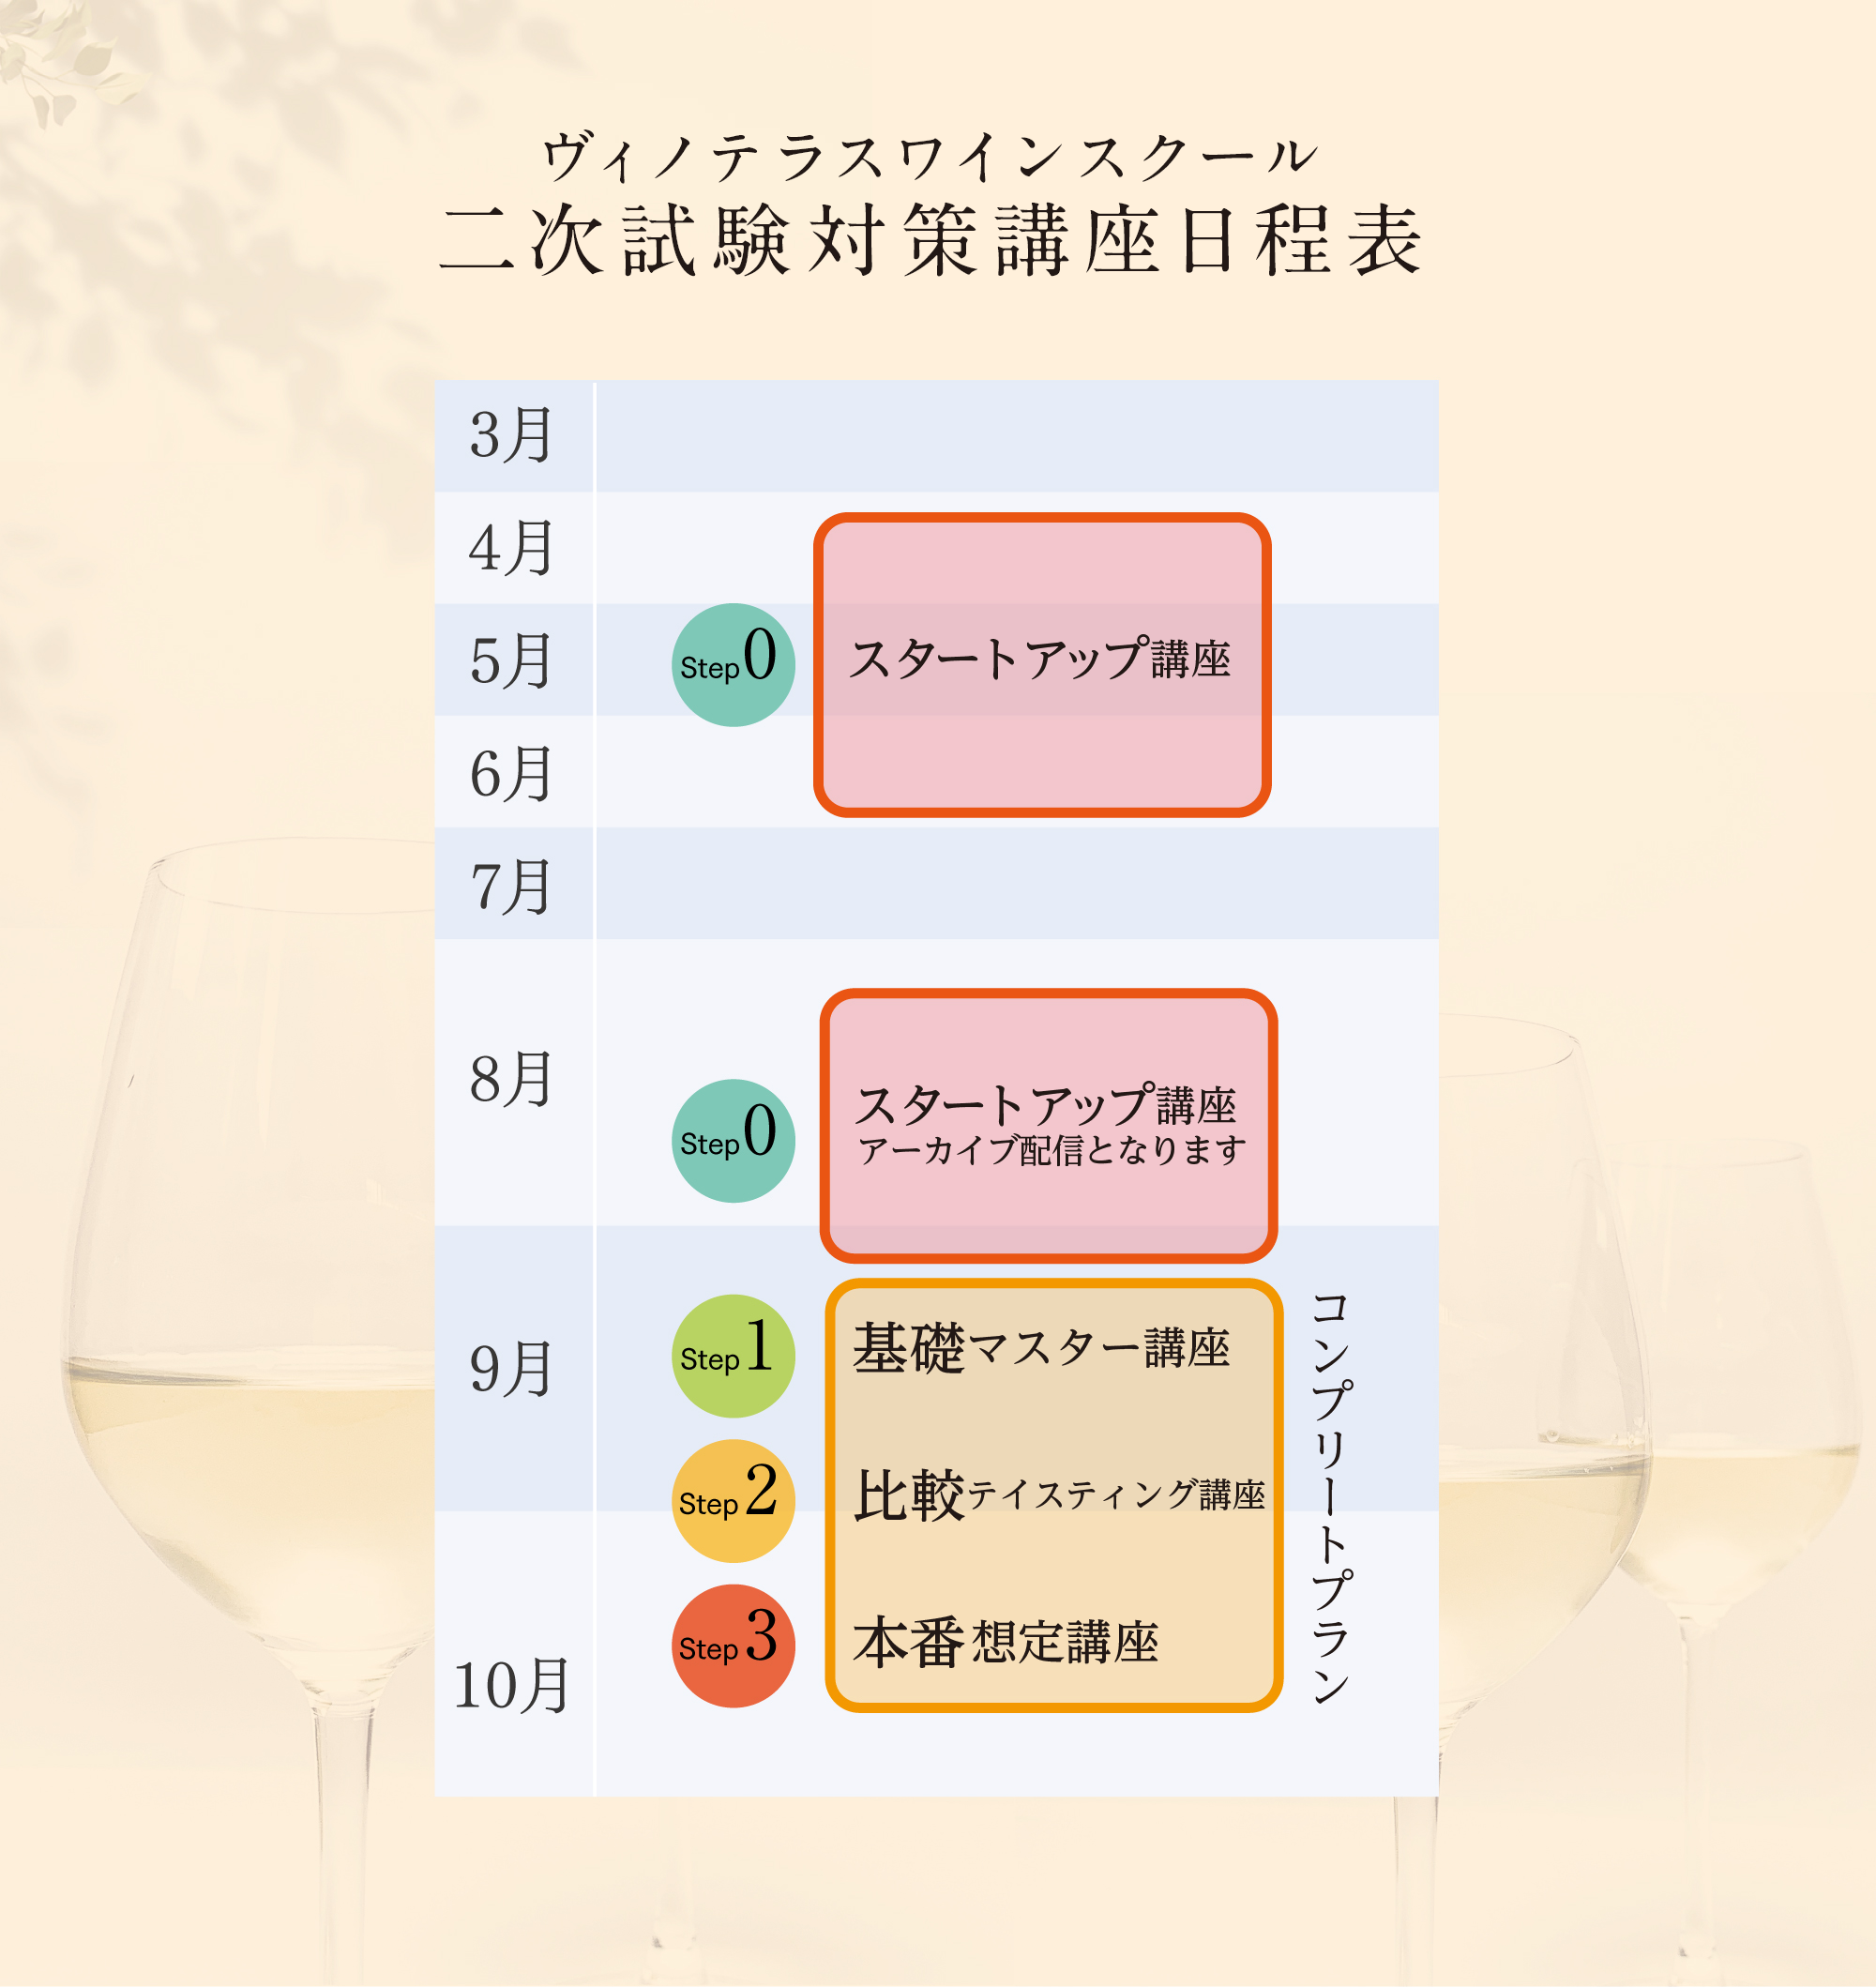 ヴィノテラスワインスクール
二次試験対策講座日程表
3月
4月
5月
Step 0
スタートアップ講座
6月
7月
8月
Step 0
スタートアップ講座
アーカイブ配信となります
9月
Step 1
基礎マスター講座
Step 2
比較テイスティング講座
Step 3
本番想定講座
10月
コンプリートプラン